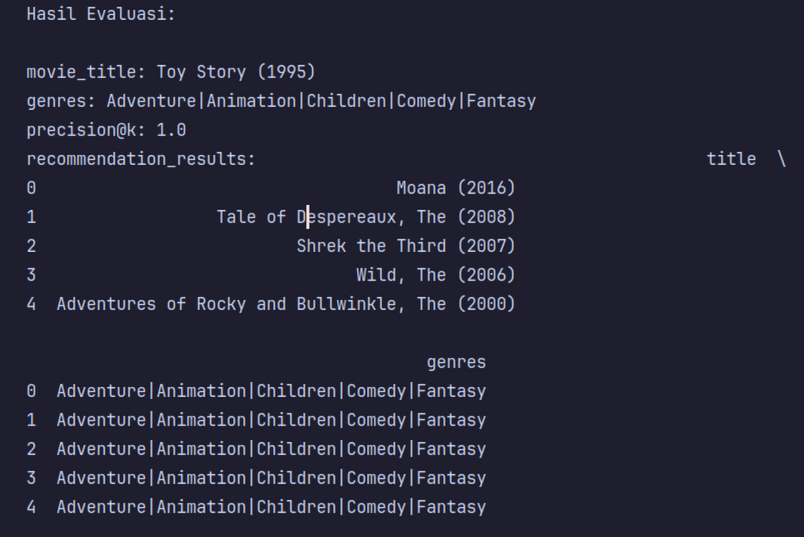 Hasil Evaluasi:
movie_title: Toy Story (1995)
genres: Adventure|Animation|Children|Comedy|Fantasy
precision@k: 1.0
recommendation_results: title \
0 Moana (2016)
1 Tale of Despereaux, The (2008)
2 Shrek the Third (2007)
3 Wild, The (2006)
4 Adventures of Rocky and Bullwinkle, The (2000)
genres
0 Adventure|Animation|Children|Comedy|Fantasy
1 Adventure|Animation|Children|Comedy|Fantasy
2 Adventure|Animation|Children|Comedy|Fantasy
3 Adventure|Animation|Children|Comedy|Fantasy
4 Adventure|Animation|Children|Comedy|Fantasy